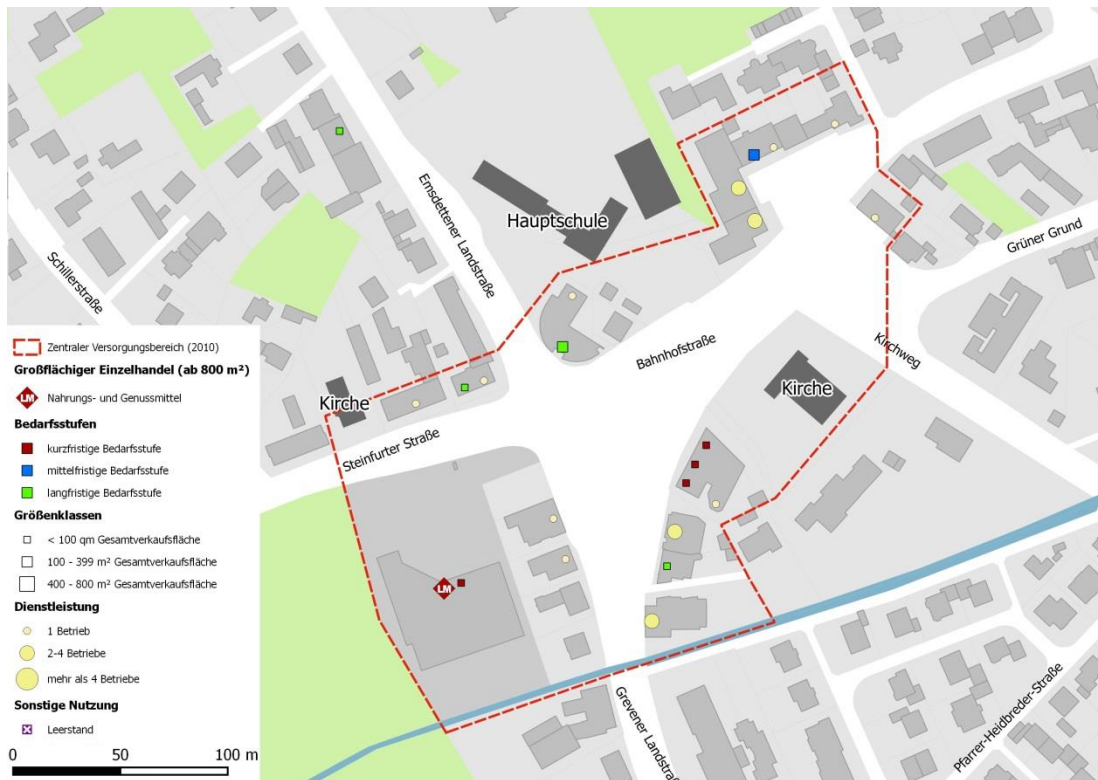 Emsdettener Landstraße
Hauptschule
Schillerstraße
Grüner Grund
Bahnhofstraße
Kirchweg
Kirche
Kirche
Steinfurter Straße
Grevener Landstraße
Pfarrer-Heidbreder-Straße
LM
Zentraler Versorgungsbereich (2010)
Großflächiger Einzelhandel (ab 800 m²)
LM Nahrungs- und Genussmittel
Bedarfsstufen
kurzfristige Bedarfsstufe
mittelfristige Bedarfsstufe
langfristige Bedarfsstufe
Größenklassen
< 100 qm Gesamtverkaufsfläche
100 - 399 m² Gesamtverkaufsfläche
400 - 800 m² Gesamtverkaufsfläche
Dienstleistung
1 Betrieb
2-4 Betriebe
mehr als 4 Betriebe
Sonstige Nutzung
Leerstand
0 50 100 m